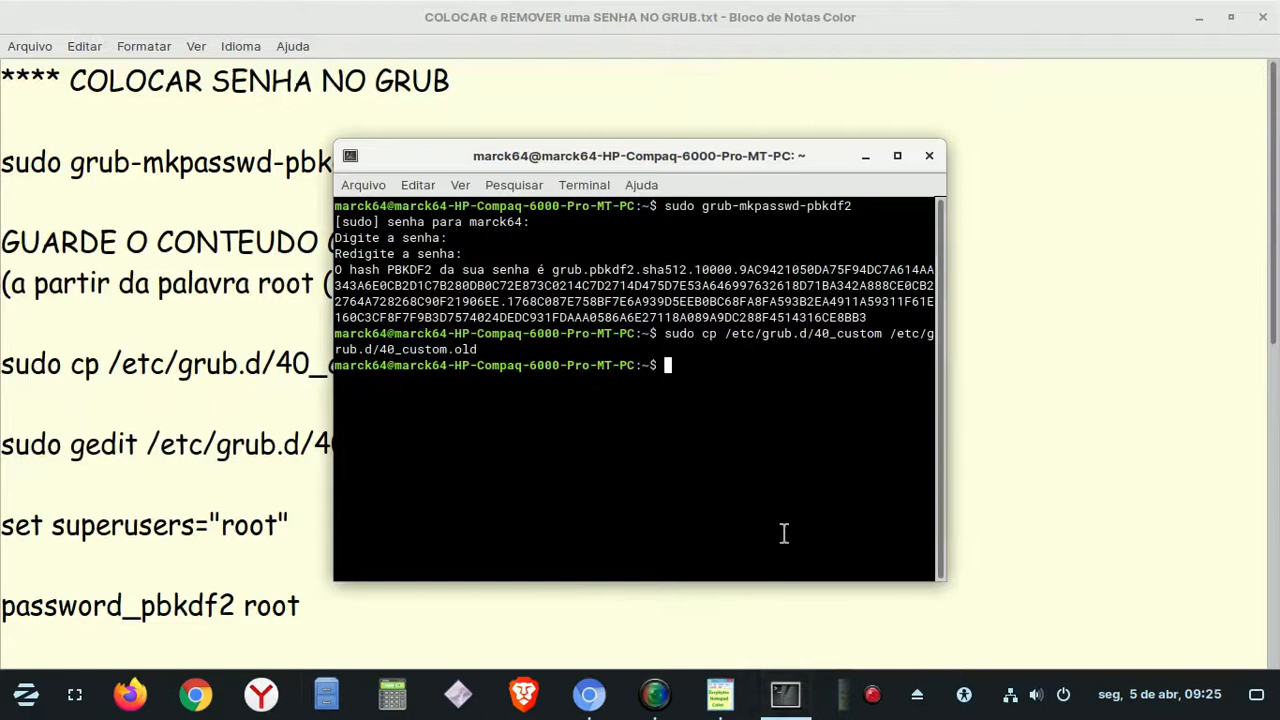 COLOCAR e REMOVER uma SENHA NO GRUB.txt - Bloco de Notas Color
Arquivo Editar Formatar Ver Idioma Ajuda
**** COLOCAR SENHA NO GRUB
sudo grub-mkpasswd-pbk
GUARDE O CONTEUDO
(a partir da palavra root (
sudo cp /etc/grub.d/40_
sudo gedit /etc/grub.d/4
set superusers="root"
password_pbkdf2 root
marck64@marck64-HP-Compaq-6000-Pro-MT-PC: ~
Arquivo Editar Ver Pesquisar Terminal Ajuda
marck64@marck64-HP-Compaq-6000-Pro-MT-PC:~$ sudo grub-mkpasswd-pbkdf2
[sudo] senha para marck64:
Digite a senha:
Redigite a senha:
O hash PBKDF2 da sua senha é grub.pbkdf2.sha512.10000.9AC9421050DA75F94DC7A614AA
343A6E0CB2D1C7B280DB0C72E873C0214C7D2714D475D7E53A646997632618D71BA342A888CE0CB2
2764A728268C90F21906EE.1768C087E758BF7E6A939D5EEB0BC68FA8FA593B2EA4911A59311F61E
160C3CF8F7F9B3D7574024DEDC931FDAAA0586A6E27118A089A9DC288F4514316CE8BB3
marck64@marck64-HP-Compaq-6000-Pro-MT-PC:~$ sudo cp /etc/grub.d/40_custom /etc/g
rub.d/40_custom.old
marck64@marck64-HP-Compaq-6000-Pro-MT-PC:~$
seg, 5 de abr, 09:25